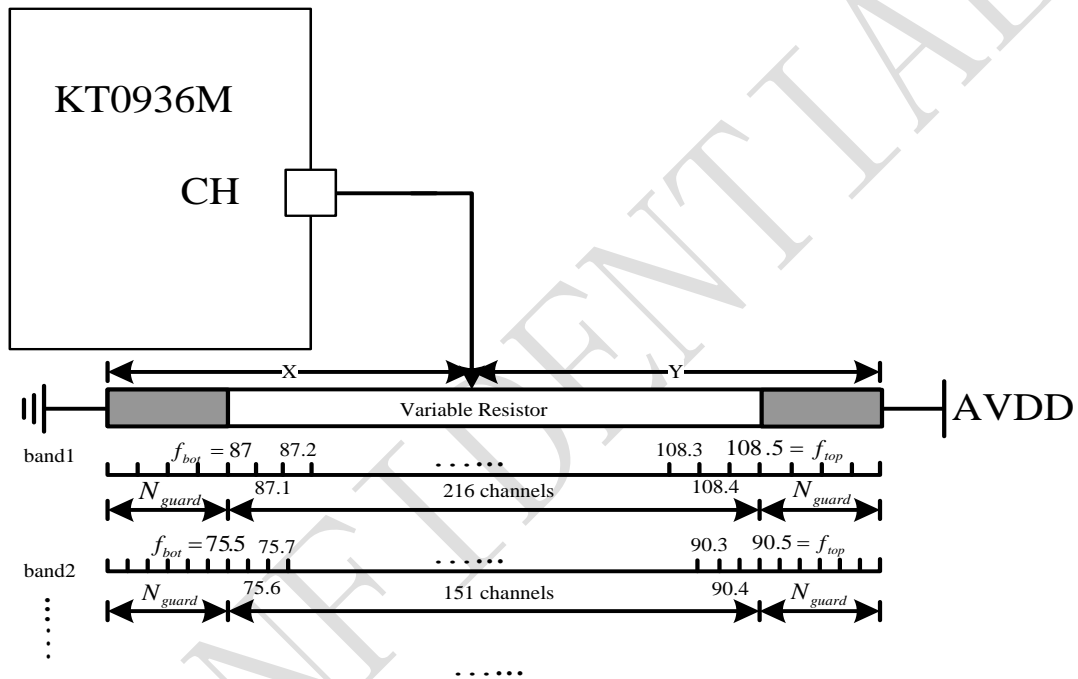 KT0936M
CH
X
Y
Variable Resistor
AVDD
band1
f_bot = 87
87.2
......
108.3
108.5 = f_top
87.1
216 channels
108.4
N_guard
N_guard
band2
f_bot = 75.5
75.7
......
90.3
90.5 = f_top
75.6
151 channels
90.4
N_guard
N_guard
......
......
NFIDENTIAL